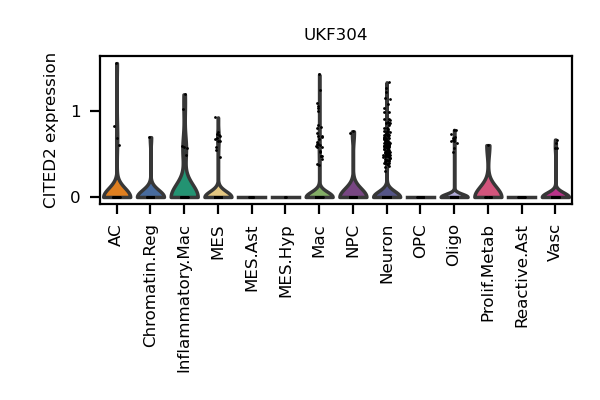 UKF304
CITED2 expression
1
0
AC
Chromatin.Reg
Inflammatory.Mac
MES
MES.Ast
MES.Hyp
Mac
NPC
Neuron
OPC
Oligo
Prolif.Metab
Reactive.Ast
Vasc